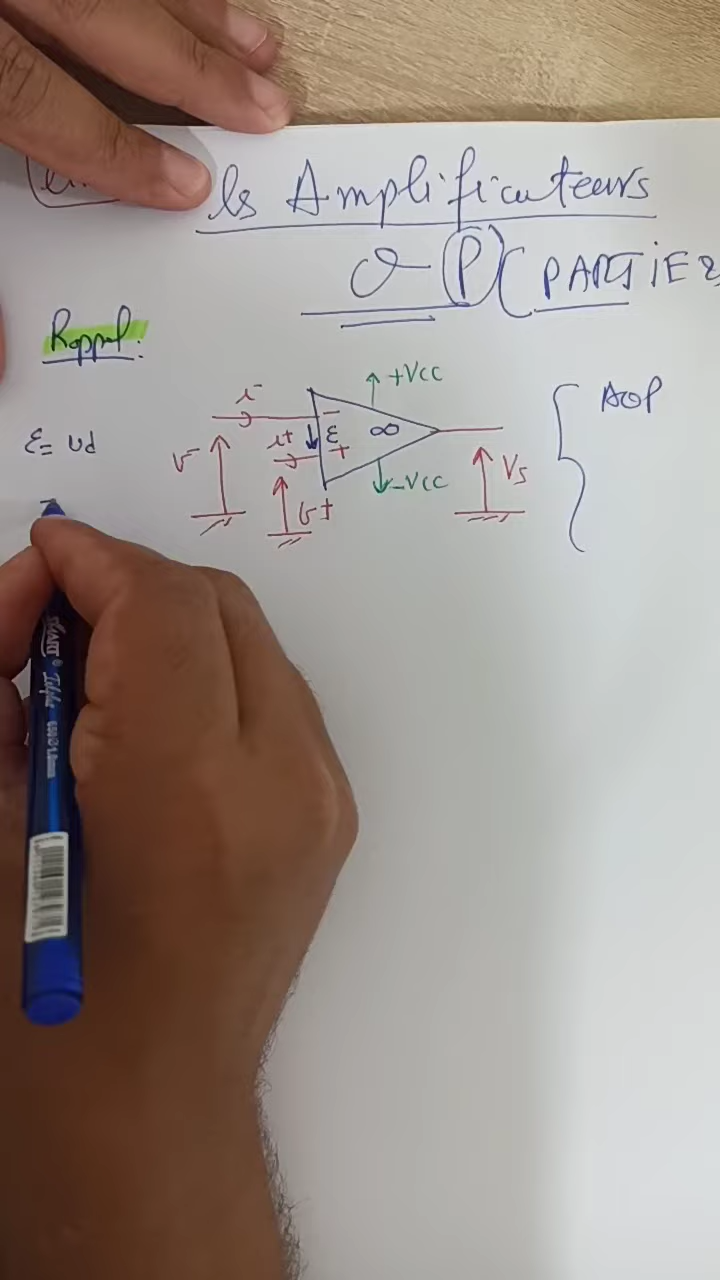 ls Amplificateurs
O-P (PARTIE 2
Rappel:
+Vcc
i-
AOP
i+
ε
-
∞
+
ε= Ud
V-
Vs
-Vcc
V+
=